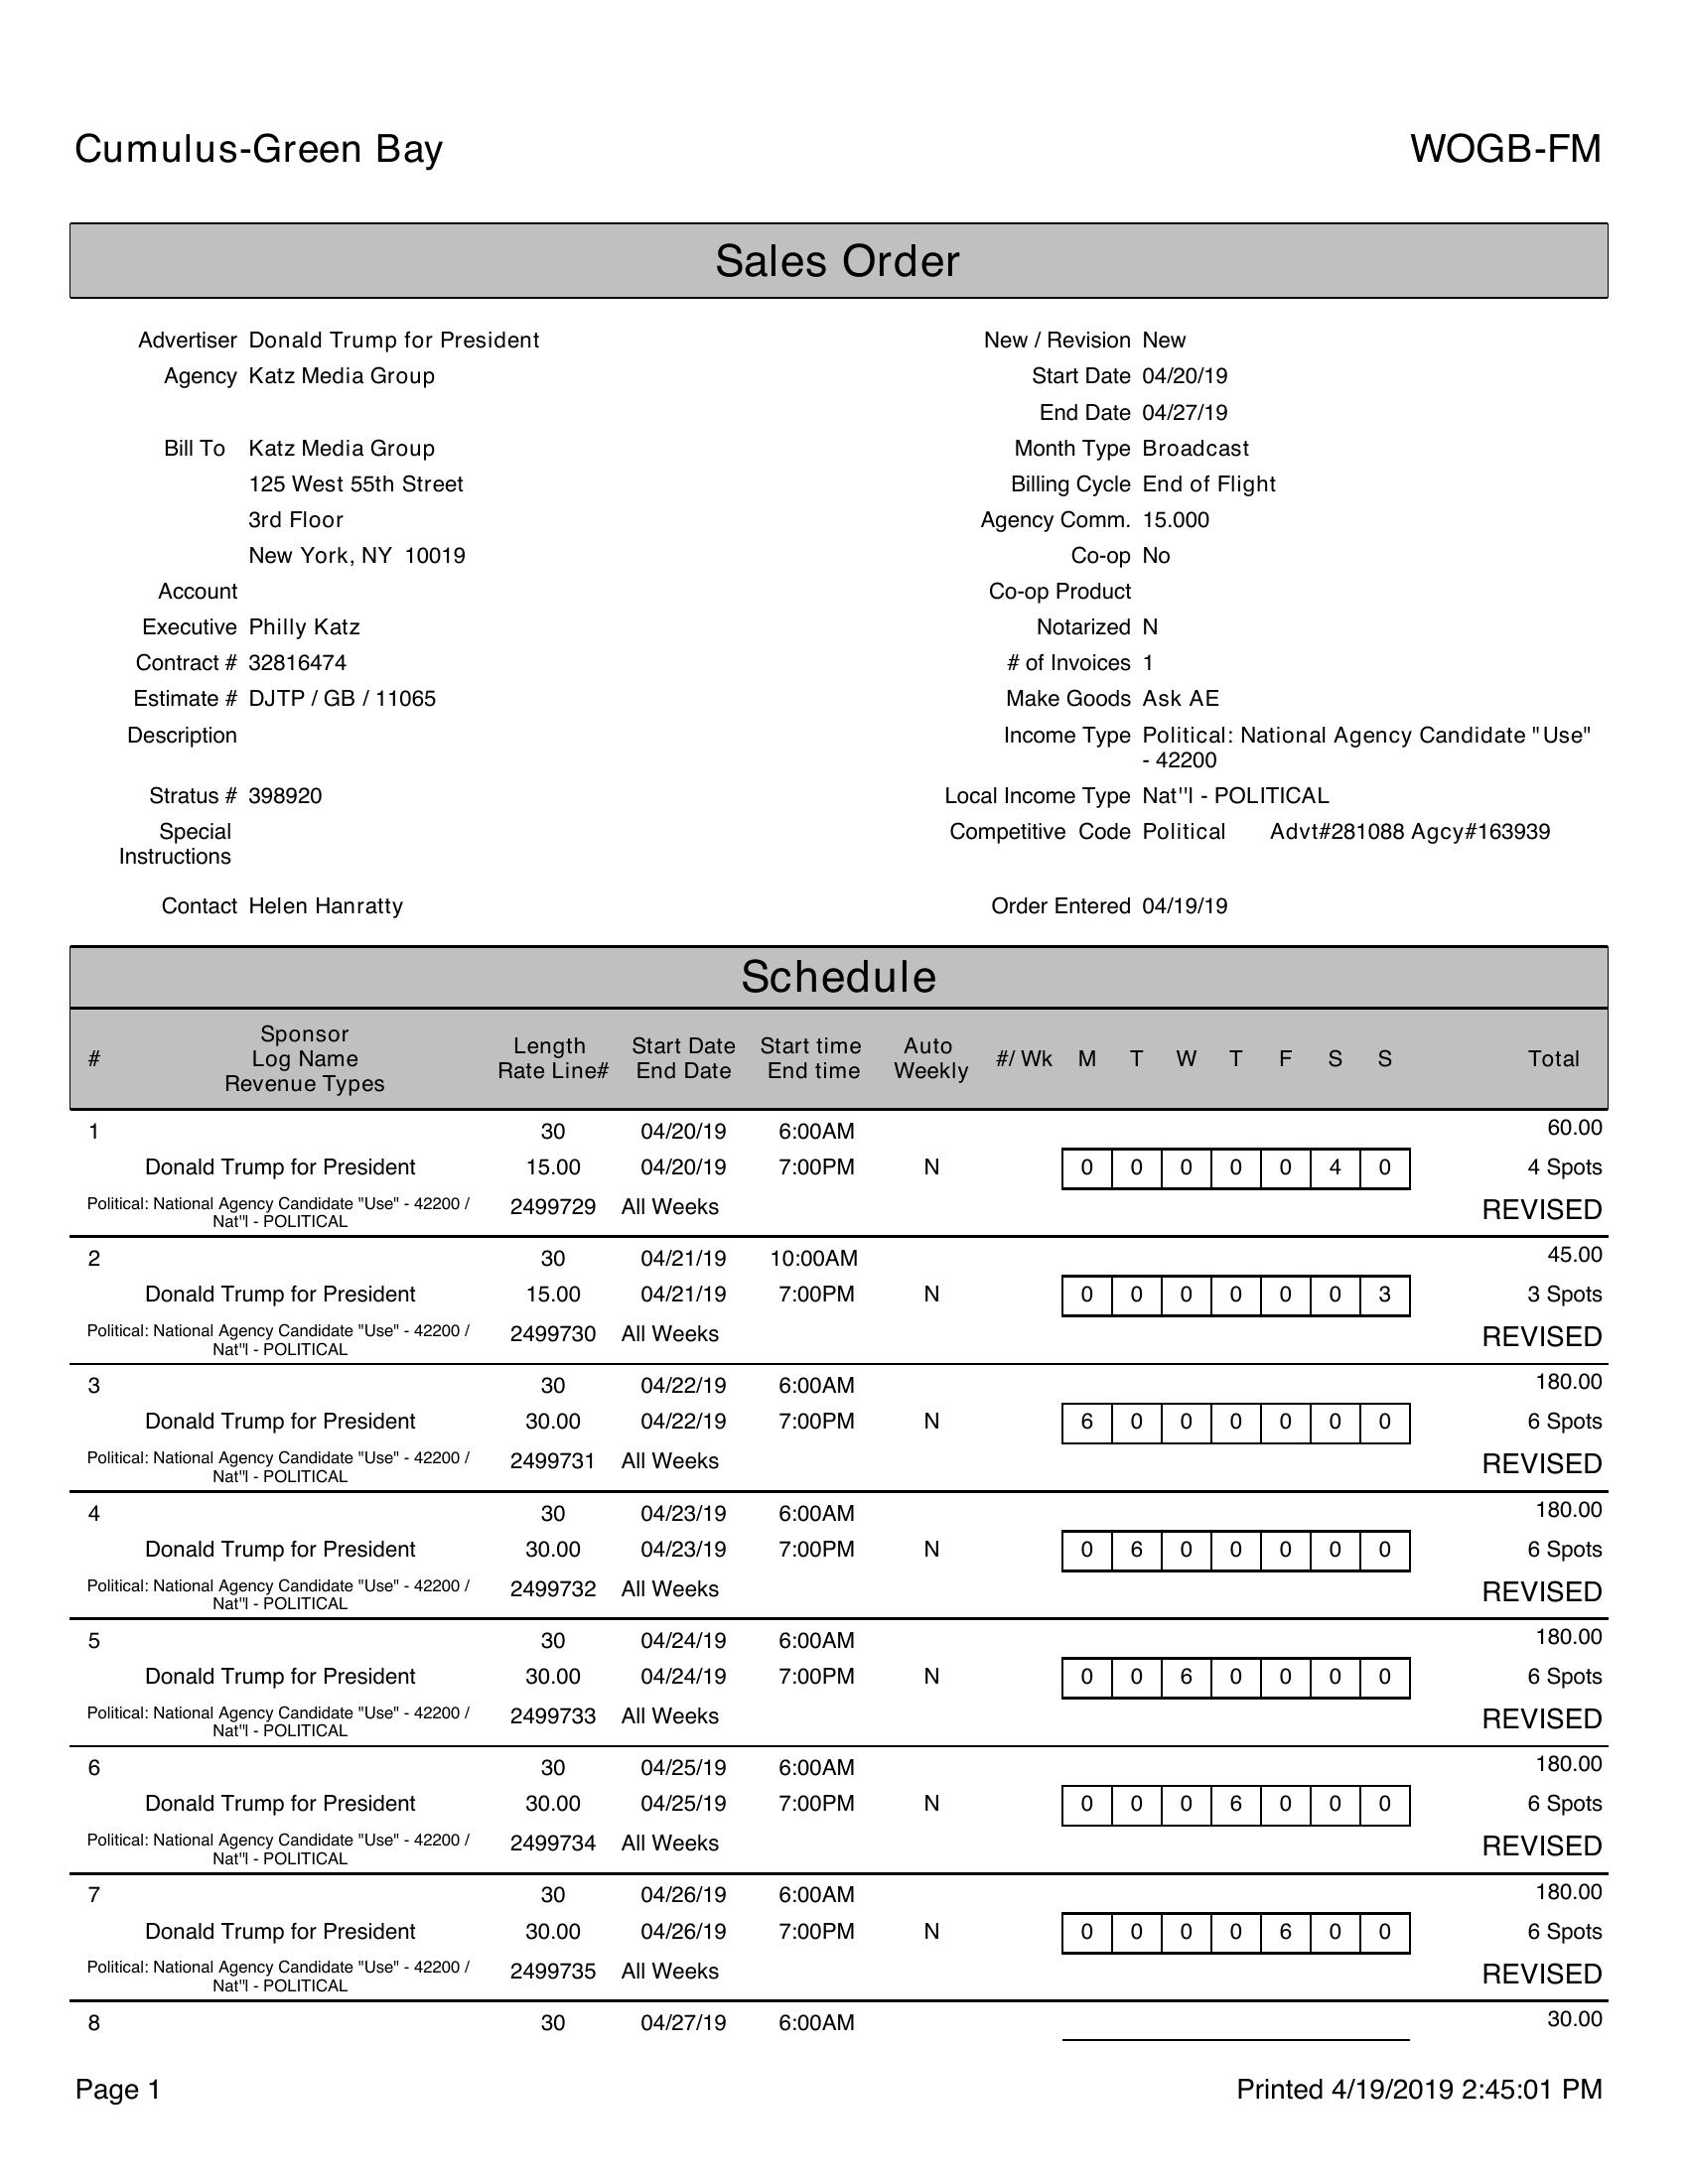 Cumulus-Green Bay WOGB-FM
Sales Order
Advertiser Donald Trump for President New / Revision New
Agency Katz Media Group Start Date 04/20/19
End Date 04/27/19
Bill To Katz Media Group Month Type Broadcast
125 West 55th Street Billing Cycle End of Flight
3rd Floor Agency Comm. 15.000
New York, NY 10019 Co-op No
Account Co-op Product
Executive Philly Katz Notarized N
Contract # 32816474 # of Invoices 1
Estimate # DJTP / GB / 11065 Make Goods Ask AE
Description Income Type Political: National Agency Candidate "Use"
- 42200
Stratus # 398920 Local Income Type Nat"l - POLITICAL
Special Competitive Code Political Advt#281088 Agcy#163939
Instructions
Contact Helen Hanratty Order Entered 04/19/19
Schedule
Sponsor
Length Start Date Start time Auto
# Log Name #/ Wk M T W T F S S Total
Rate Line# End Date End time Weekly
Revenue Types
1 30 04/20/19 6:00AM 60.00
Donald Trump for President 15.00 04/20/19 7:00PM N 0 0 0 0 0 4 0 4 Spots
Political: National Agency Candidate "Use" - 42200 / 2499729 All Weeks REVISED
Nat"l - POLITICAL
2 30 04/21/19 10:00AM 45.00
Donald Trump for President 15.00 04/21/19 7:00PM N 0 0 0 0 0 0 3 3 Spots
Political: National Agency Candidate "Use" - 42200 / 2499730 All Weeks REVISED
Nat"l - POLITICAL
3 30 04/22/19 6:00AM 180.00
Donald Trump for President 30.00 04/22/19 7:00PM N 6 0 0 0 0 0 0 6 Spots
Political: National Agency Candidate "Use" - 42200 / 2499731 All Weeks REVISED
Nat"l - POLITICAL
4 30 04/23/19 6:00AM 180.00
Donald Trump for President 30.00 04/23/19 7:00PM N 0 6 0 0 0 0 0 6 Spots
Political: National Agency Candidate "Use" - 42200 / 2499732 All Weeks REVISED
Nat"l - POLITICAL
5 30 04/24/19 6:00AM 180.00
Donald Trump for President 30.00 04/24/19 7:00PM N 0 0 6 0 0 0 0 6 Spots
Political: National Agency Candidate "Use" - 42200 / 2499733 All Weeks REVISED
Nat"l - POLITICAL
6 30 04/25/19 6:00AM 180.00
Donald Trump for President 30.00 04/25/19 7:00PM N 0 0 0 6 0 0 0 6 Spots
Political: National Agency Candidate "Use" - 42200 / 2499734 All Weeks REVISED
Nat"l - POLITICAL
7 30 04/26/19 6:00AM 180.00
Donald Trump for President 30.00 04/26/19 7:00PM N 0 0 0 0 6 0 0 6 Spots
Political: National Agency Candidate "Use" - 42200 / 2499735 All Weeks REVISED
Nat"l - POLITICAL
8 30 04/27/19 6:00AM 30.00
Page 1 Printed 4/19/2019 2:45:01 PM